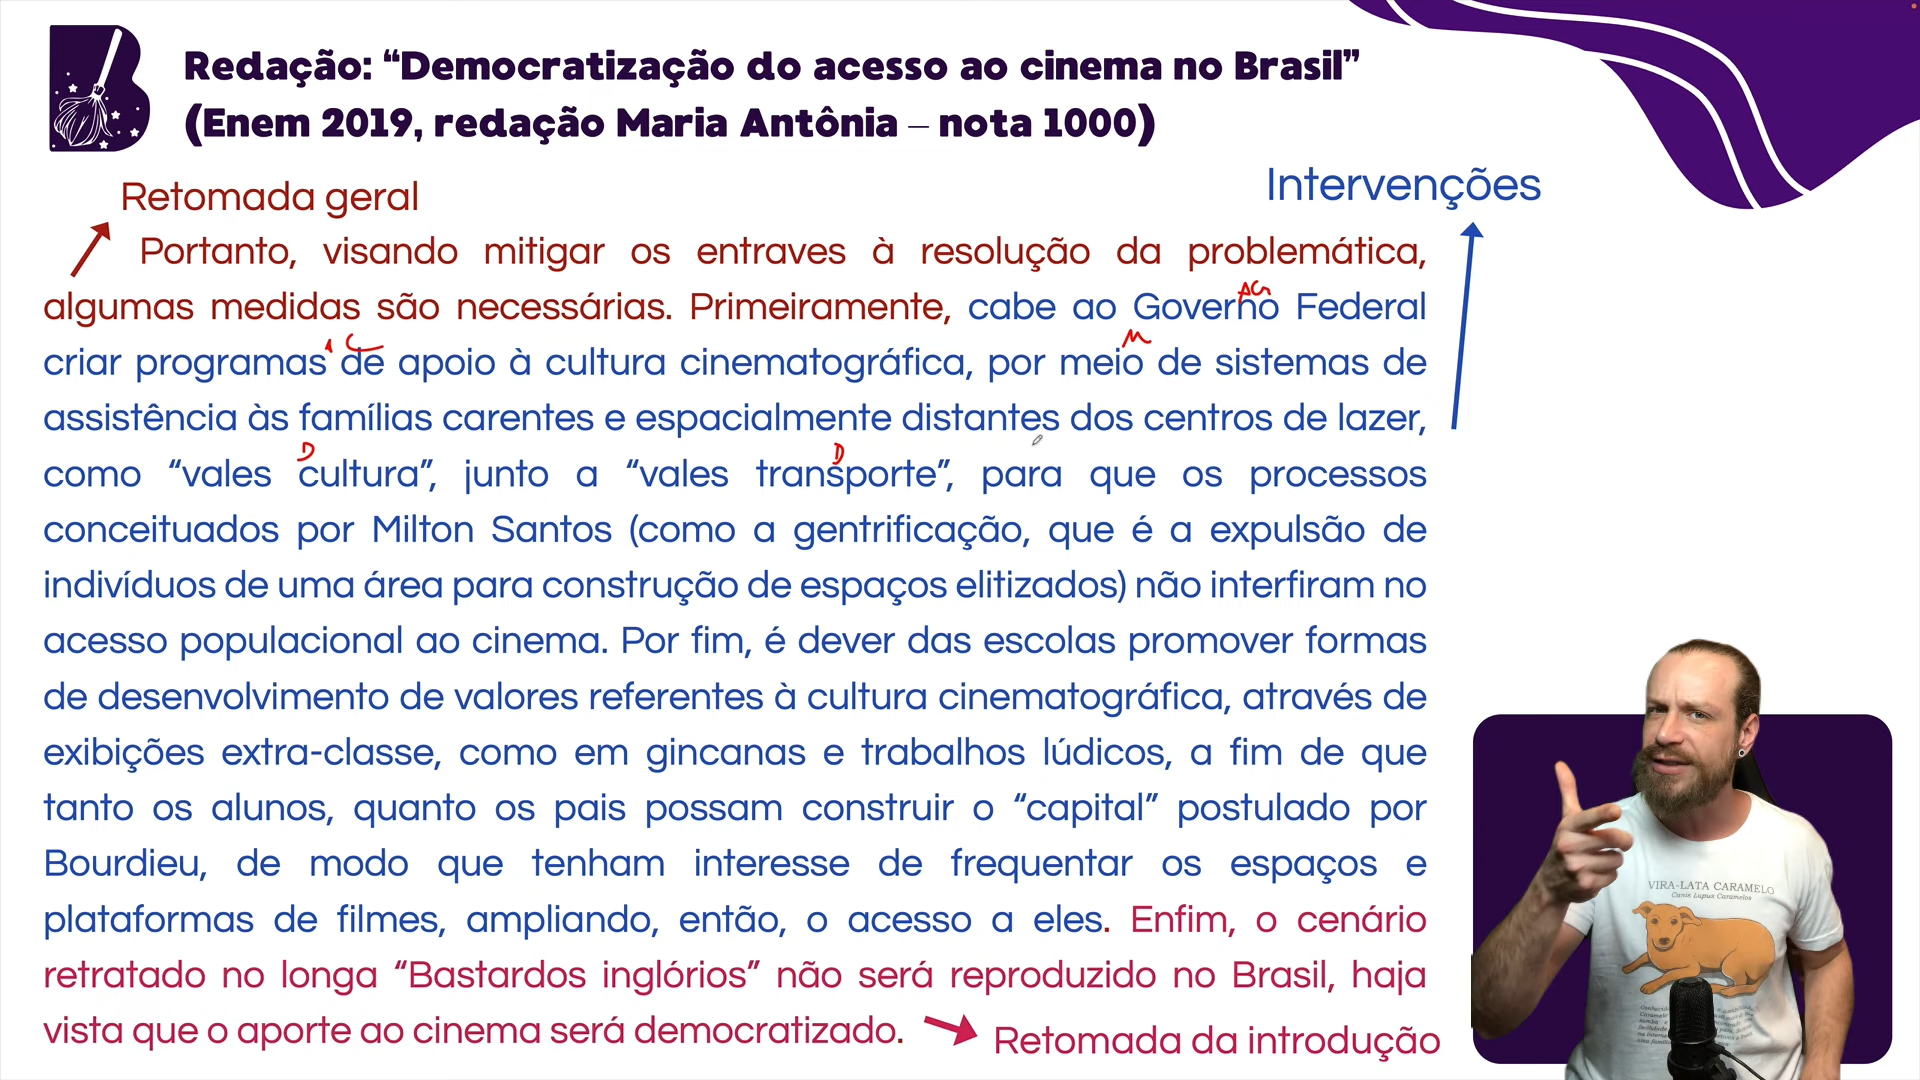 Redação: “Democratização do acesso ao cinema no Brasil”
(Enem 2019, redação Maria Antônia – nota 1000)
Retomada geral
Intervenções
Portanto, visando mitigar os entraves à resolução da problemática,
algumas medidas são necessárias. Primeiramente, cabe ao Governo Federal
criar programas de apoio à cultura cinematográfica, por meio de sistemas de
assistência às famílias carentes e espacialmente distantes dos centros de lazer,
como “vales cultura”, junto a “vales transporte”, para que os processos
conceituados por Milton Santos (como a gentrificação, que é a expulsão de
indivíduos de uma área para construção de espaços elitizados) não interfiram no
acesso populacional ao cinema. Por fim, é dever das escolas promover formas
de desenvolvimento de valores referentes à cultura cinematográfica, através de
exibições extra-classe, como em gincanas e trabalhos lúdicos, a fim de que
tanto os alunos, quanto os pais possam construir o “capital” postulado por
Bourdieu, de modo que tenham interesse de frequentar os espaços e
plataformas de filmes, ampliando, então, o acesso a eles. Enfim, o cenário
retratado no longa “Bastardos inglórios” não será reproduzido no Brasil, haja
vista que o aporte ao cinema será democratizado.
Retomada da introdução
VIRA-LATA CARAMELO
Canis Lupus Caramelos